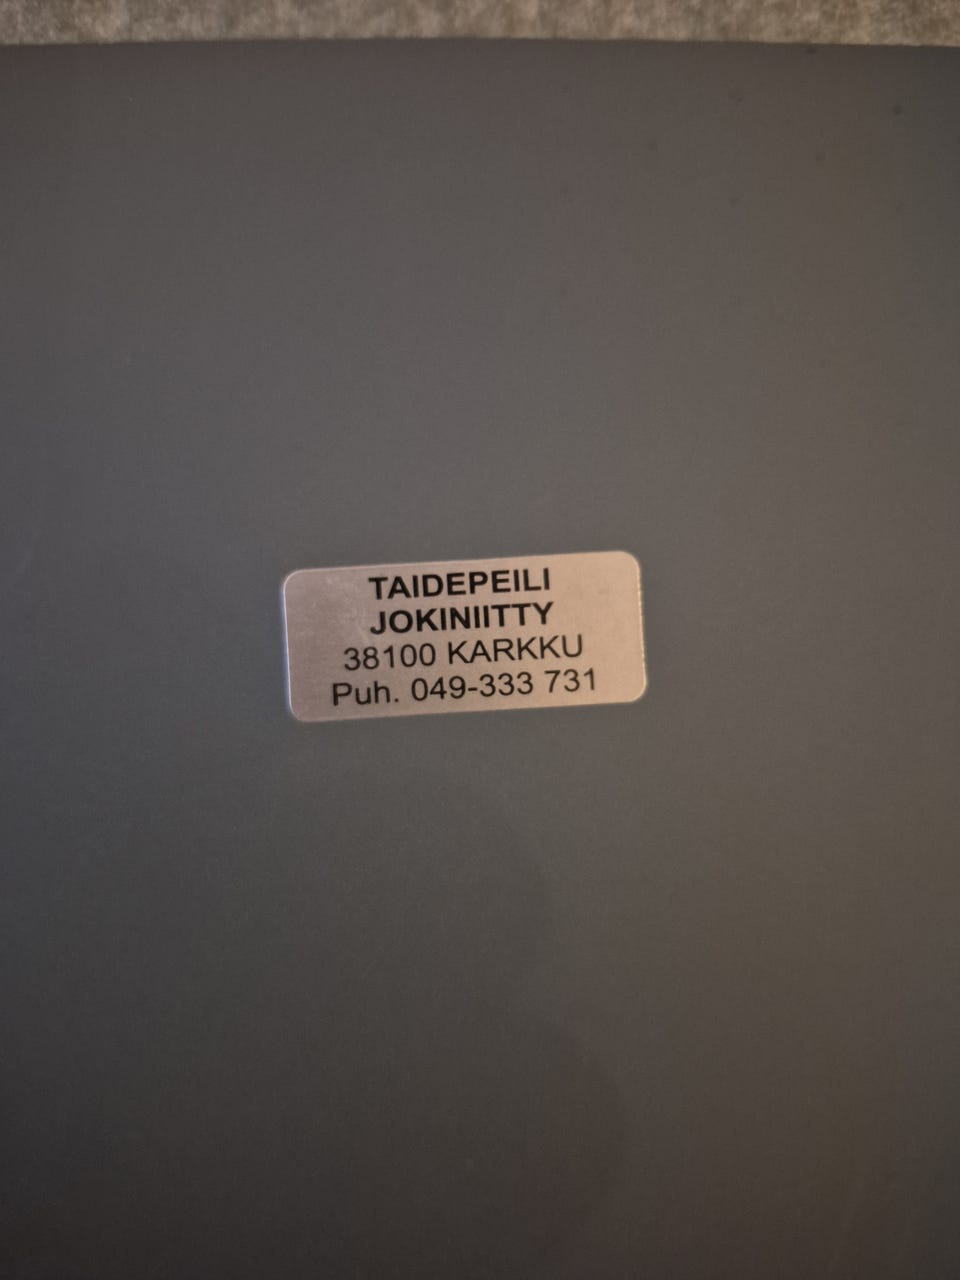 TAIDEPEILI
JOKINIITTY
38100 KARKKU
Puh. 049-333 731